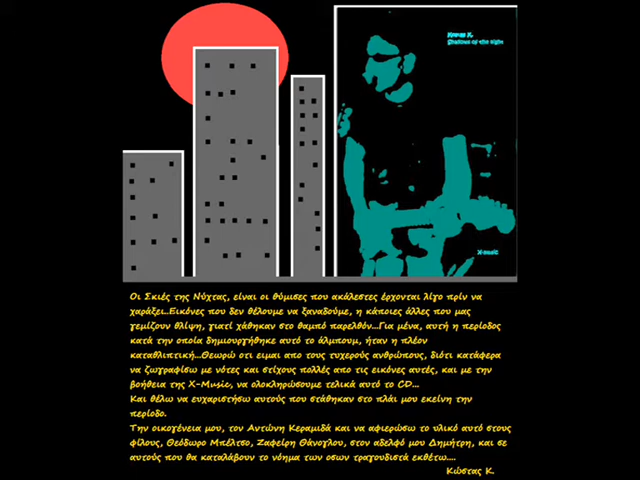 Κώστας Κ.
Shadows of the night
X-music
Οι Σκιές της Νύχτας, είναι οι θύμισες που ακάλεστες έρχονται λίγο πρίν να
χαράξει..Εικόνες που δεν θέλουμε να ξαναδούμε, η κάποιες άλλες που μας
γεμίζουν θλίψη, γιατί χάθηκαν στο θαμπό παρελθόν...Για μένα, αυτή η περίοδος
κατά την οποία δημιουργήθηκε αυτό το άλμπουμ, ήταν η πλέον
καταθλιπτική...Θεωρώ οτι ειμαι απο τους τυχερούς ανθρώπους, διότι κατάφερα
να ζωγραφίσω με νότες και στίχους πολλές απο τις εικόνες αυτές, και με την
βοήθεια της X-Music, να ολοκληρώσουμε τελικά αυτό το CD...
Και θέλω να ευχαριστήσω αυτούς που στάθηκαν στο πλάι μου εκείνη την
περίοδο.
Την οικογένεια μου, τον Αντώνη Κεραμιδά και να αφιερώσω το υλικό αυτό στους
φίλους, Θεόδωρο Μπέλτσο, Ζαφείρη Θάνογλου, στον αδελφό μου Δημήτρη, και σε
αυτούς που θα καταλάβουν το νόημα των οσων τραγουδιστά εκθέτω....
Κώστας Κ.